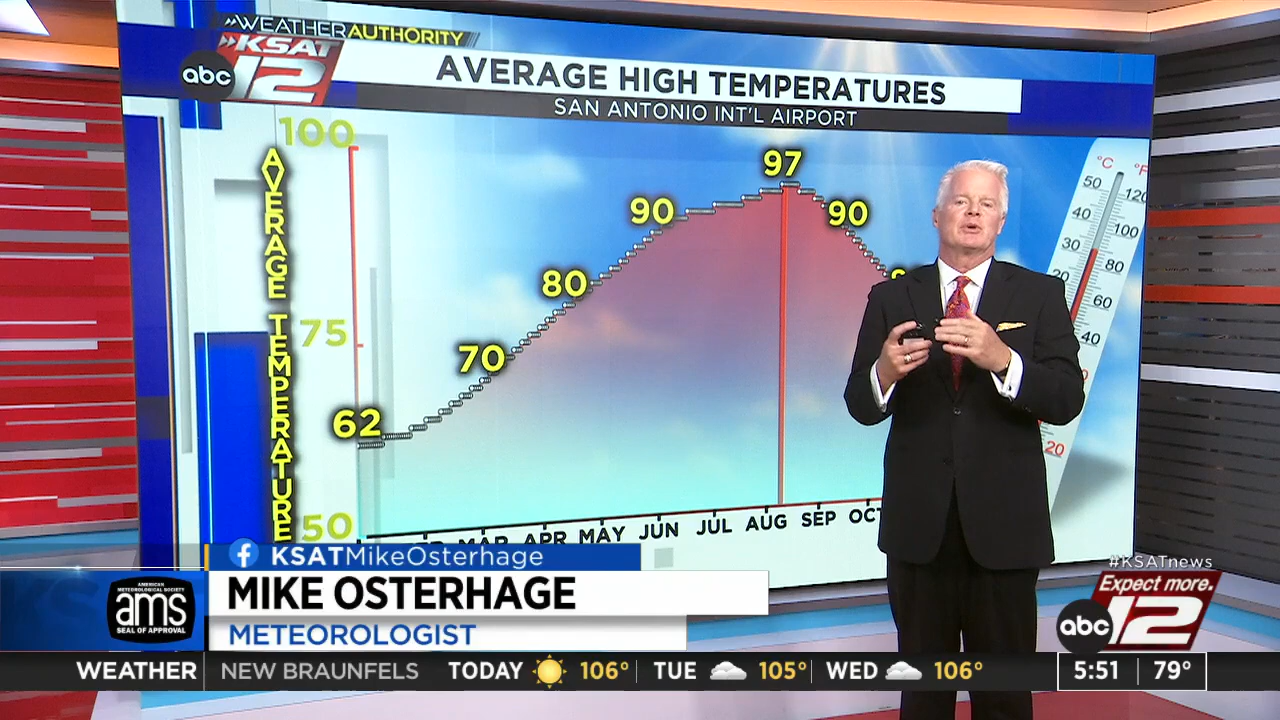 WEATHERAUTHORITY
KSAT
abc 12
AVERAGE HIGH TEMPERATURES
SAN ANTONIO INT'L AIRPORT
100
75
50
AVERAGE TEMPERATURE
62
70
80
90
97
90
MAR APR MAY JUN JUL AUG SEP OCT
°C °F
50 120
40 100
30 80
20 60
40
20
KSATMikeOsterhage
AMERICAN METEOROLOGICAL SOCIETY
ams
SEAL OF APPROVAL
MIKE OSTERHAGE
METEOROLOGIST
#KSATnews
Expect more.
abc 12
WEATHER NEW BRAUNFELS TODAY 106° TUE 105° WED 106° 5:51 79°